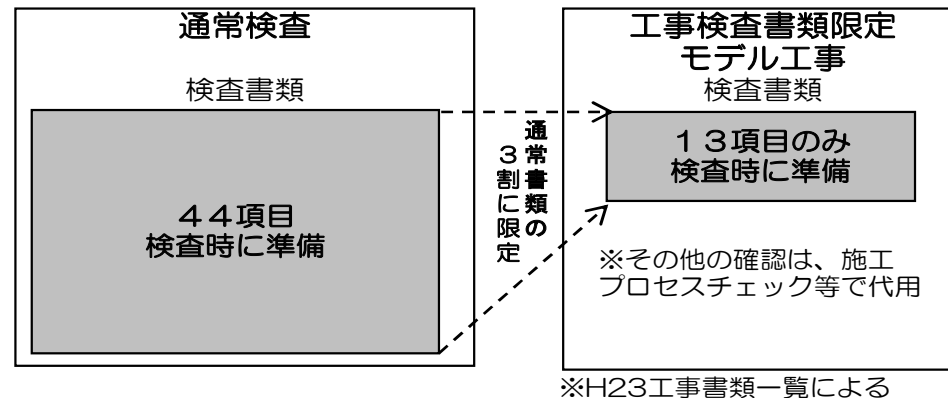 通常検査
検査書類
４４項目
検査時に準備
通常書類の
３割に限定
工事検査書類限定
モデル工事
検査書類
１３項目のみ
検査時に準備
※その他の確認は、施工
プロセスチェック等で代用
※H23工事書類一覧による